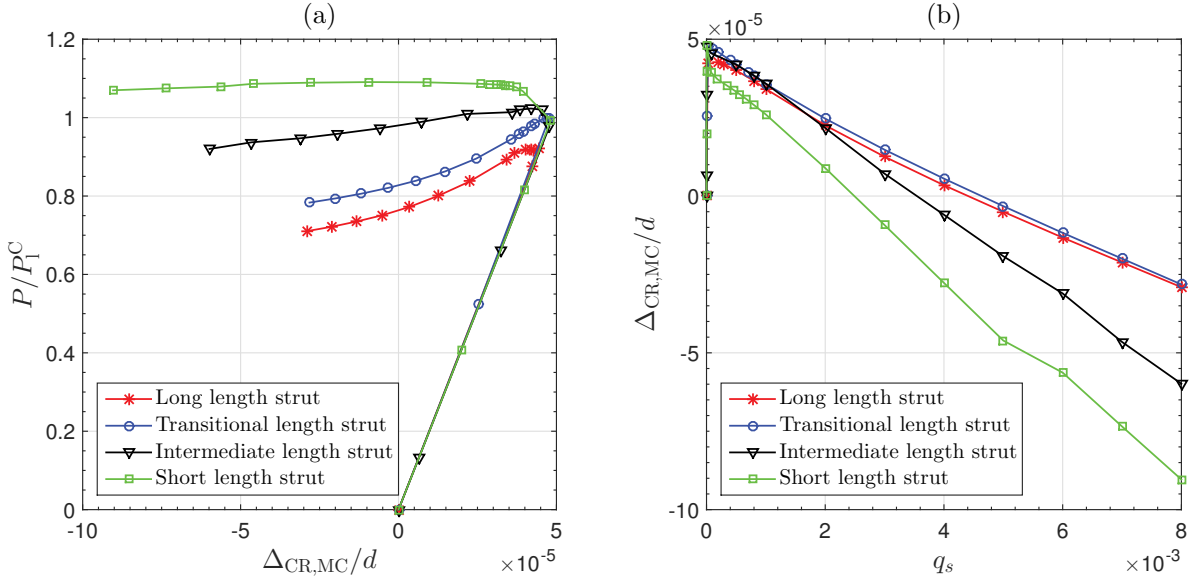 (a)
1.2
1
0.8
0.6
0.4
0.2
0
P/P₁ᶜ
Long length strut
Transitional length strut
Intermediate length strut
Short length strut
-10 -5 0 5
×10⁻⁵
Δ_CR,MC/d
(b)
×10⁻⁵
5
0
-5
-10
Δ_CR,MC/d
Long length strut
Transitional length strut
Intermediate length strut
Short length strut
0 2 4 6 8
×10⁻³
q_s